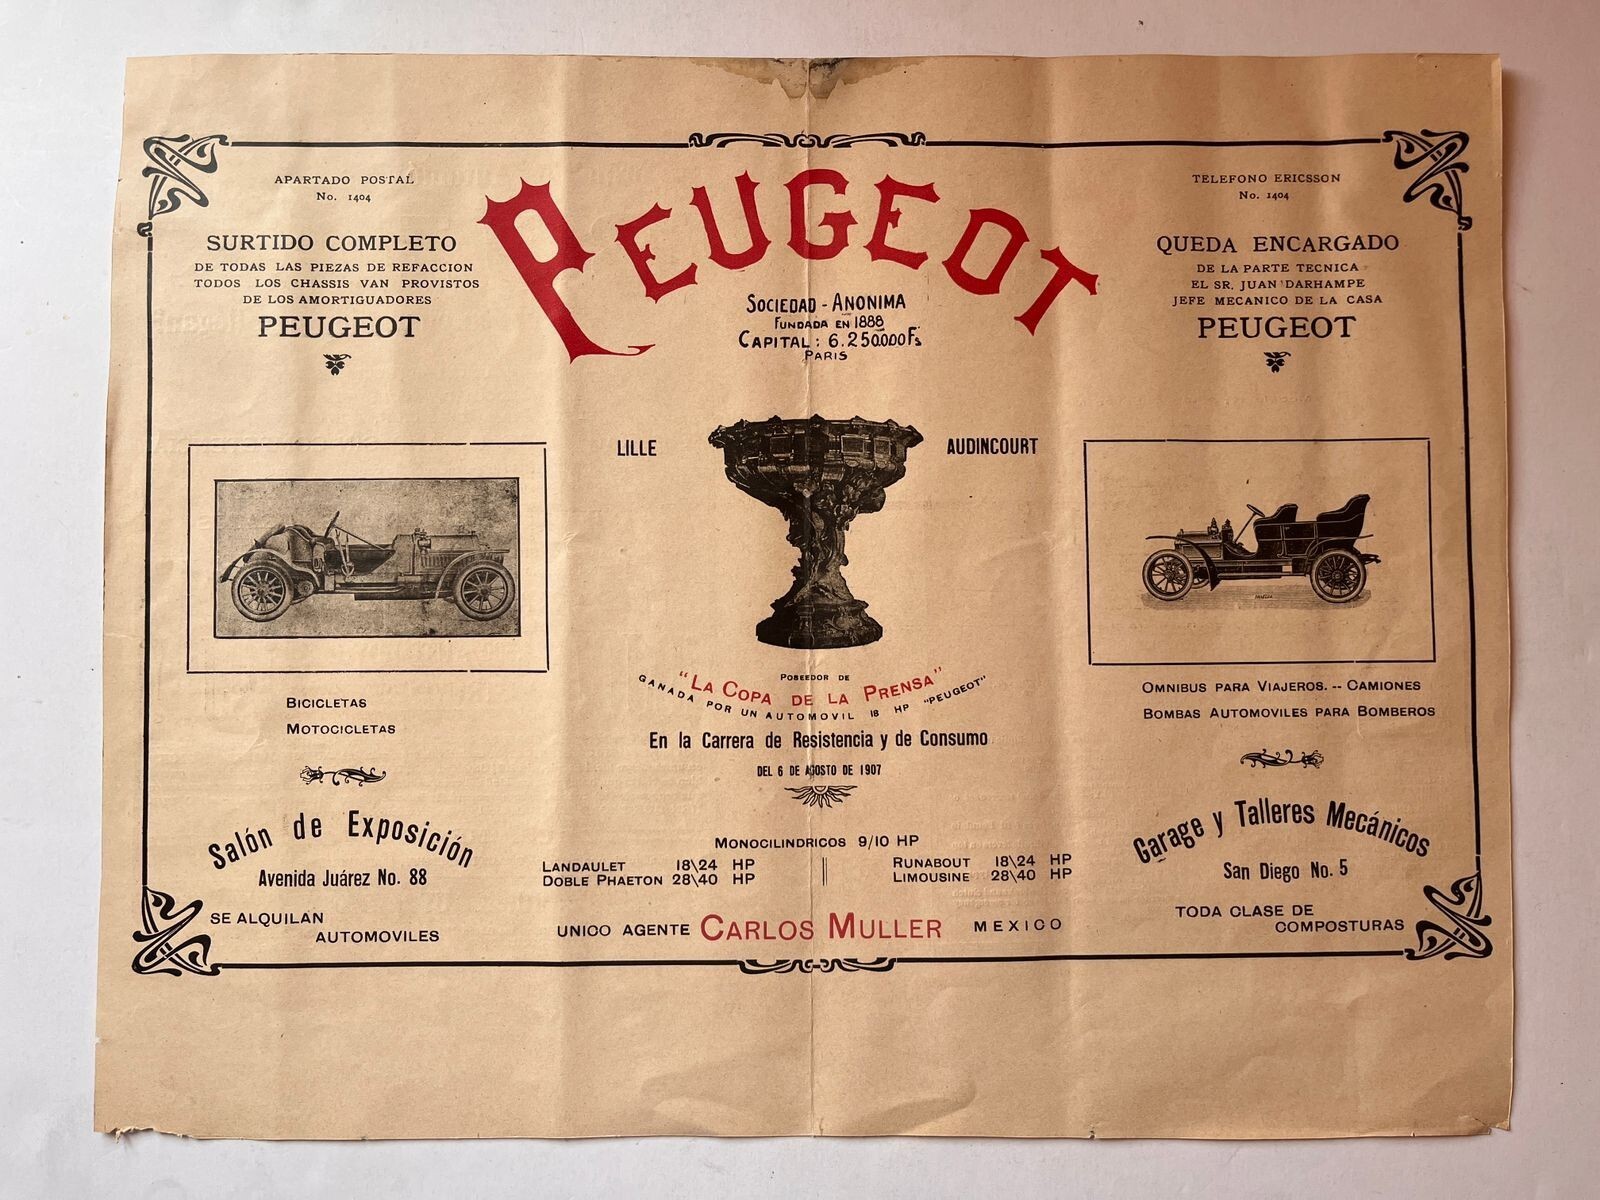 APARTADO POSTAL
No. 1404
SURTIDO COMPLETO
DE TODAS LAS PIEZAS DE REFACCION
TODOS LOS CHASSIS VAN PROVISTOS
DE LOS AMORTIGUADORES
PEUGEOT
PEUGEOT
SOCIEDAD - ANONIMA
FUNDADA EN 1888
CAPITAL: 6.250.000 Fs
PARIS
TELEFONO ERICSSON
No. 1404
QUEDA ENCARGADO
DE LA PARTE TECNICA
EL SR. JUAN DARHAMPE
JEFE MECANICO DE LA CASA
PEUGEOT
LILLE
AUDINCOURT
POSEEDOR DE
"LA COPA DE LA PRENSA"
GANADA POR UN AUTOMOVIL 18 HP "PEUGEOT"
En la Carrera de Resistencia y de Consumo
DEL 6 DE AGOSTO DE 1907
BICICLETAS
MOTOCICLETAS
OMNIBUS PARA VIAJEROS. -- CAMIONES
BOMBAS AUTOMOVILES PARA BOMBEROS
Salón de Exposición
Avenida Juárez No. 88
SE ALQUILAN
AUTOMOVILES
MONOCILINDRICOS 9/10 HP
LANDAULET 18\24 HP
DOBLE PHAETON 28\40 HP
RUNABOUT 18\24 HP
LIMOUSINE 28\40 HP
UNICO AGENTE CARLOS MULLER MEXICO
Garage y Talleres Mecánicos
San Diego No. 5
TODA CLASE DE
COMPOSTURAS